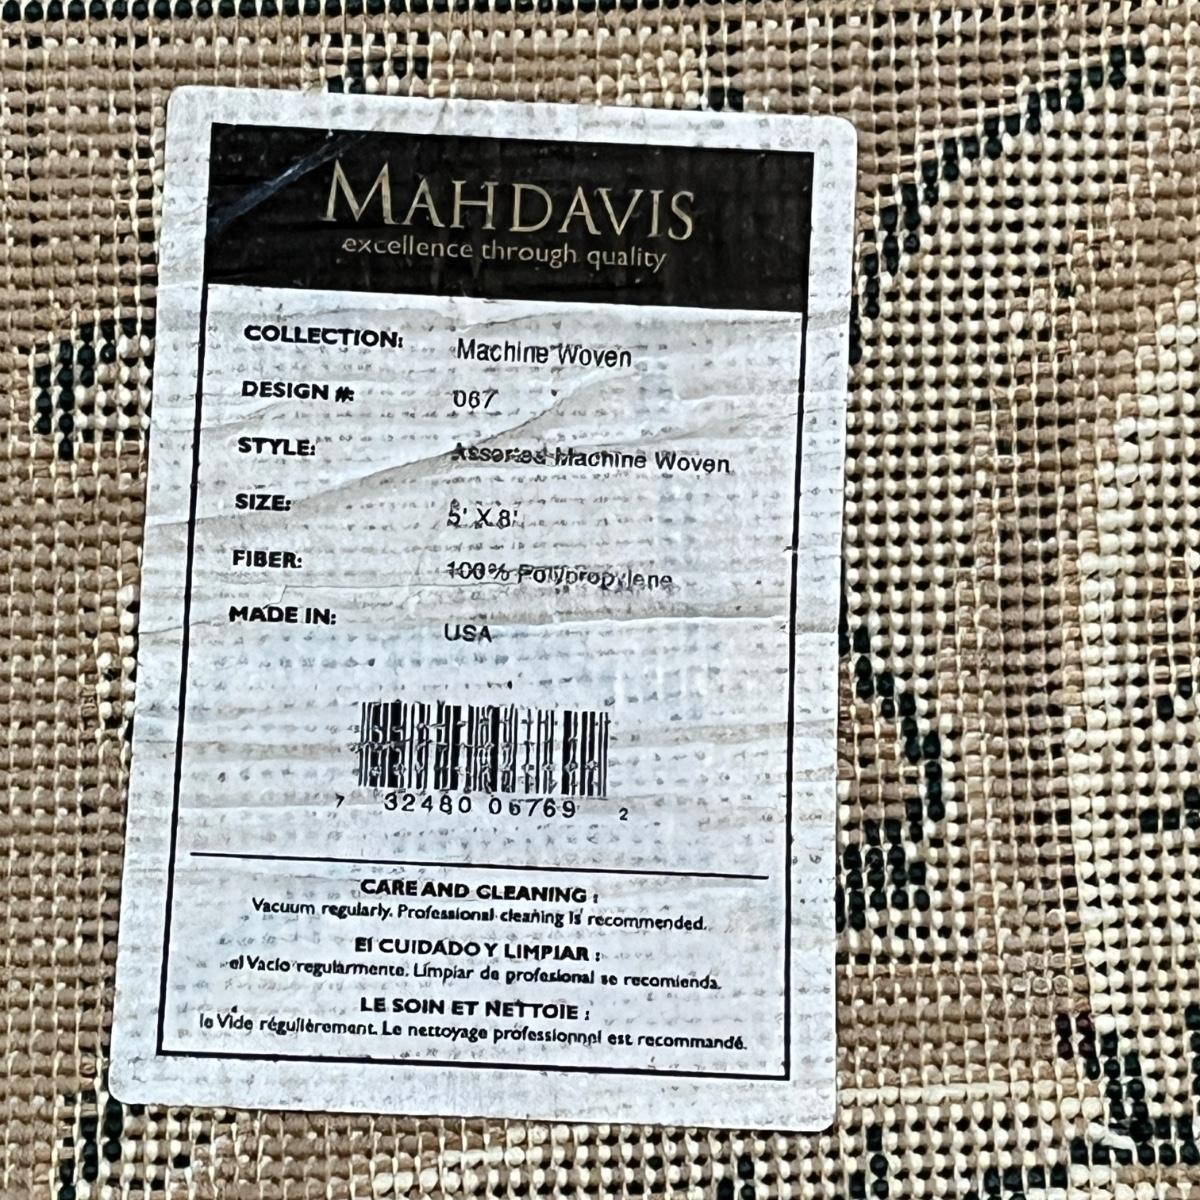 MAHDAVIS
excellence through quality
COLLECTION: Machine Woven
DESIGN #: 067
STYLE: Assorted Machine Woven
SIZE: 5' X 8'
FIBER: 100% Polypropylene
MADE IN: USA
7 32480 06769 2
CARE AND CLEANING :
Vacuum regularly. Professional cleaning is recommended.
El CUIDADO Y LIMPIAR :
el Vacio regularmente. Limpiar de profesional se recomienda.
LE SOIN ET NETTOIE :
le Vide régulièrement. Le nettoyage professionnel est recommandé.